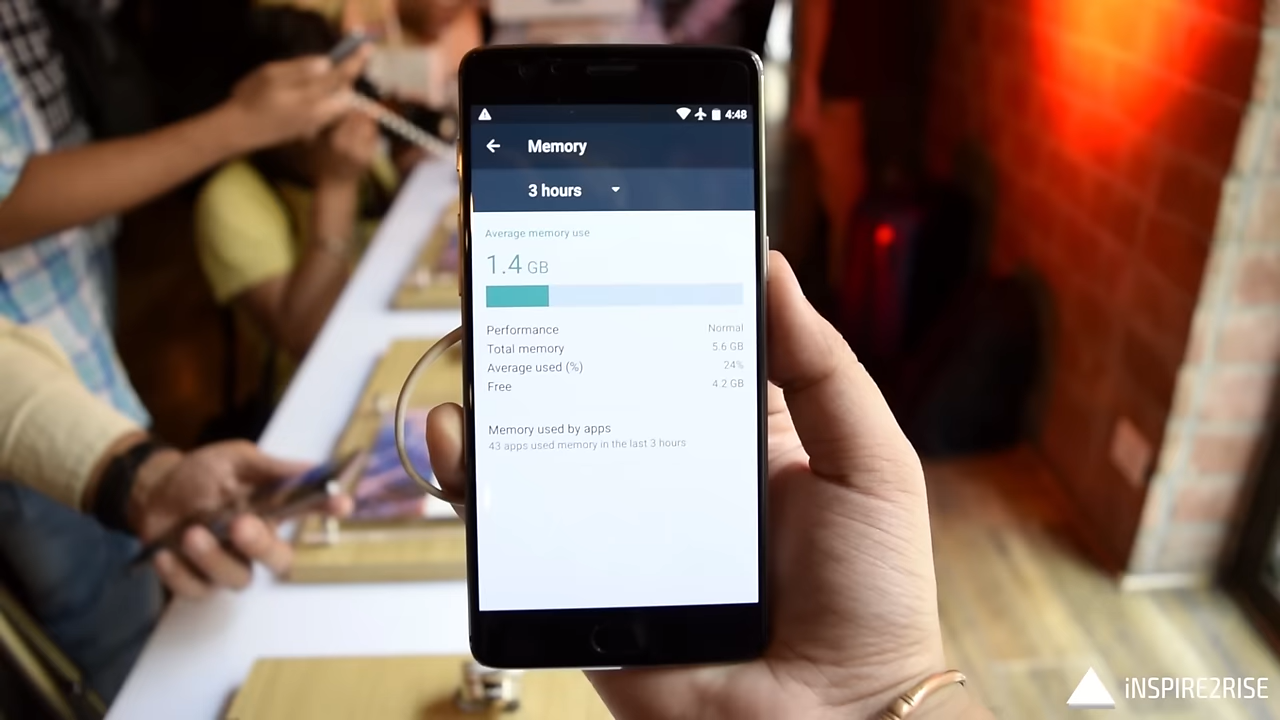 4:48
Memory
3 hours
Average memory use
1.4 GB
Performance Normal
Total memory 5.6 GB
Average used (%) 24%
Free 4.2 GB
Memory used by apps
43 apps used memory in the last 3 hours
iNSPIRE2RISE